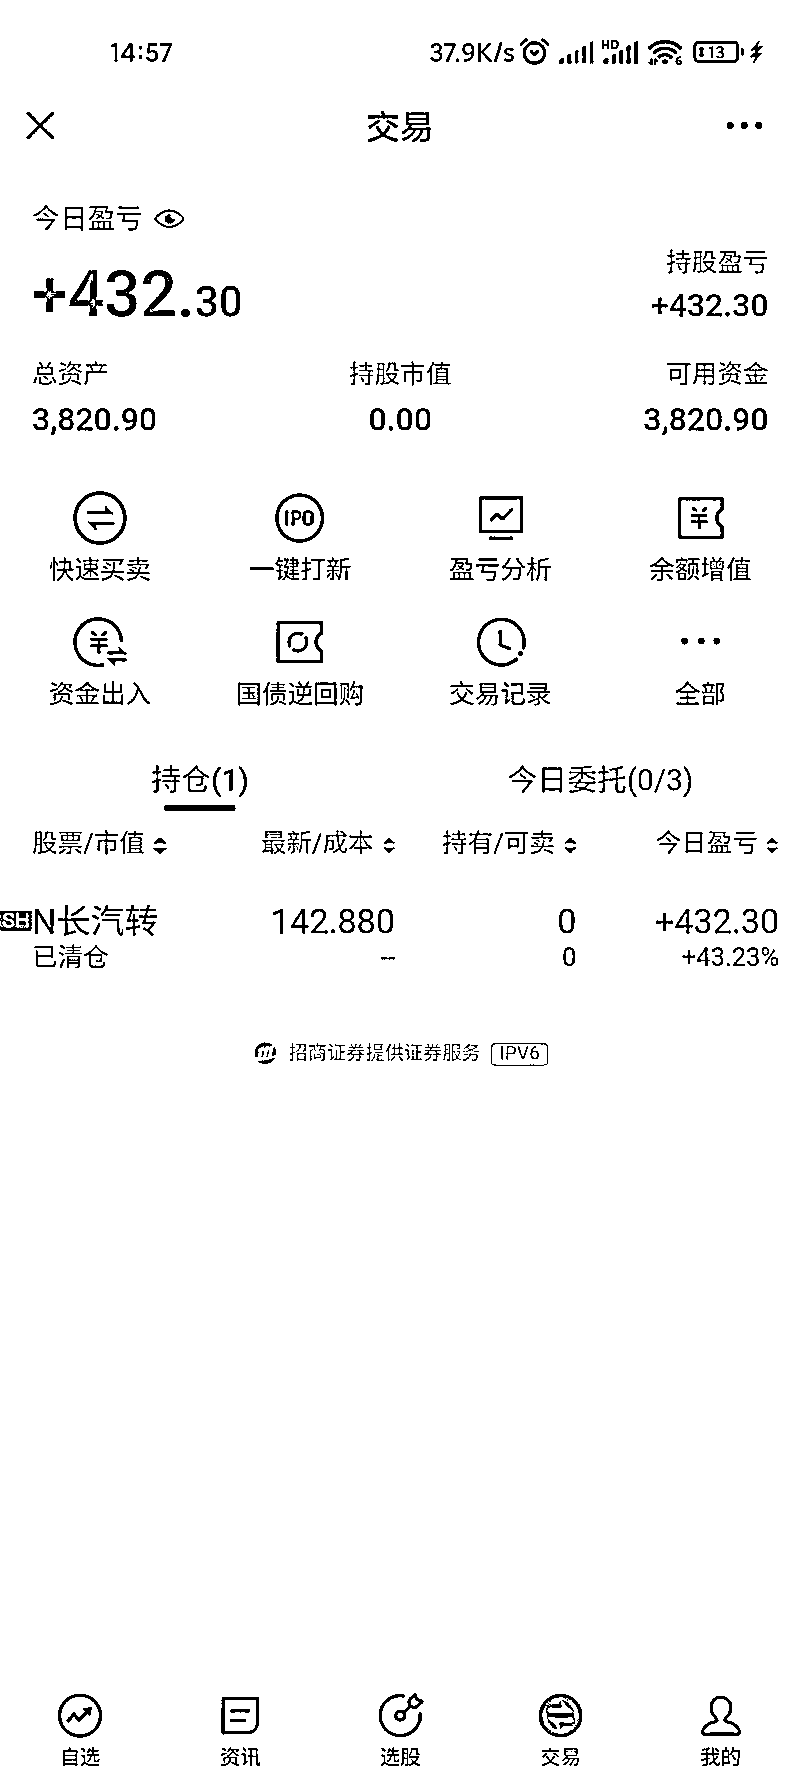 14:57 37.9K/s HD 6 13
交易
今日盈亏
持股盈亏
+432.30
+432.30
总资产 持股市值 可用资金
3,820.90 0.00 3,820.90
IPO
快速买卖 一键打新 盈亏分析 余额增值
资金出入 国债逆回购 交易记录 全部
持仓(1) 今日委托(0/3)
股票/市值 最新/成本 持有/可卖 今日盈亏
SH N长汽转 142.880 0 +432.30
已清仓 -- 0 +43.23%
招商证券提供证券服务 IPV6
自选 资讯 选股 交易 我的